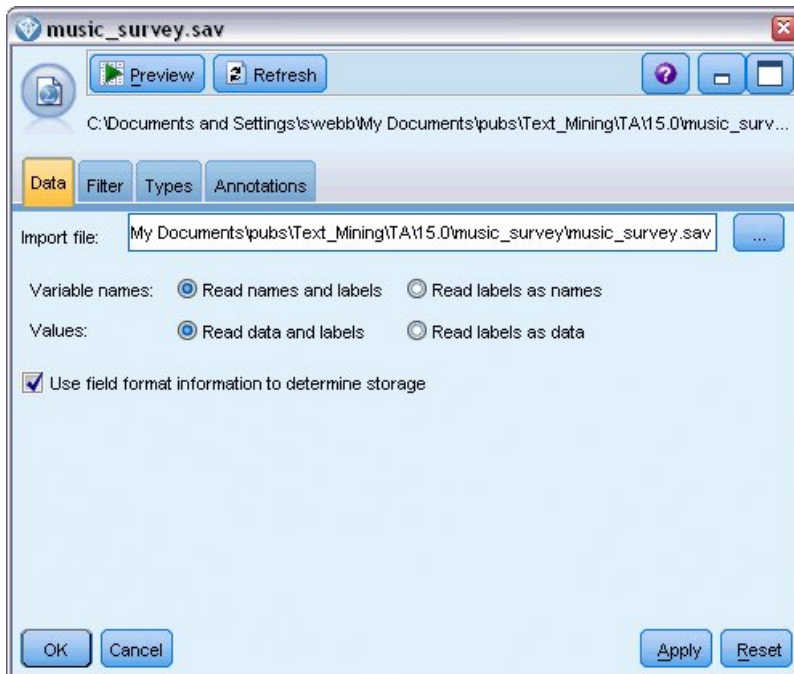 music_survey.sav
Preview Refresh
C:\Documents and Settings\swebb\My Documents\pubs\Text_Mining\TA\15.0\music_surv...
Data Filter Types Annotations
Import file: My Documents\pubs\Text_Mining\TA\15.0\music_survey\music_survey.sav ...
Variable names: Read names and labels Read labels as names
Values: Read data and labels Read labels as data
Use field format information to determine storage
OK Cancel Apply Reset